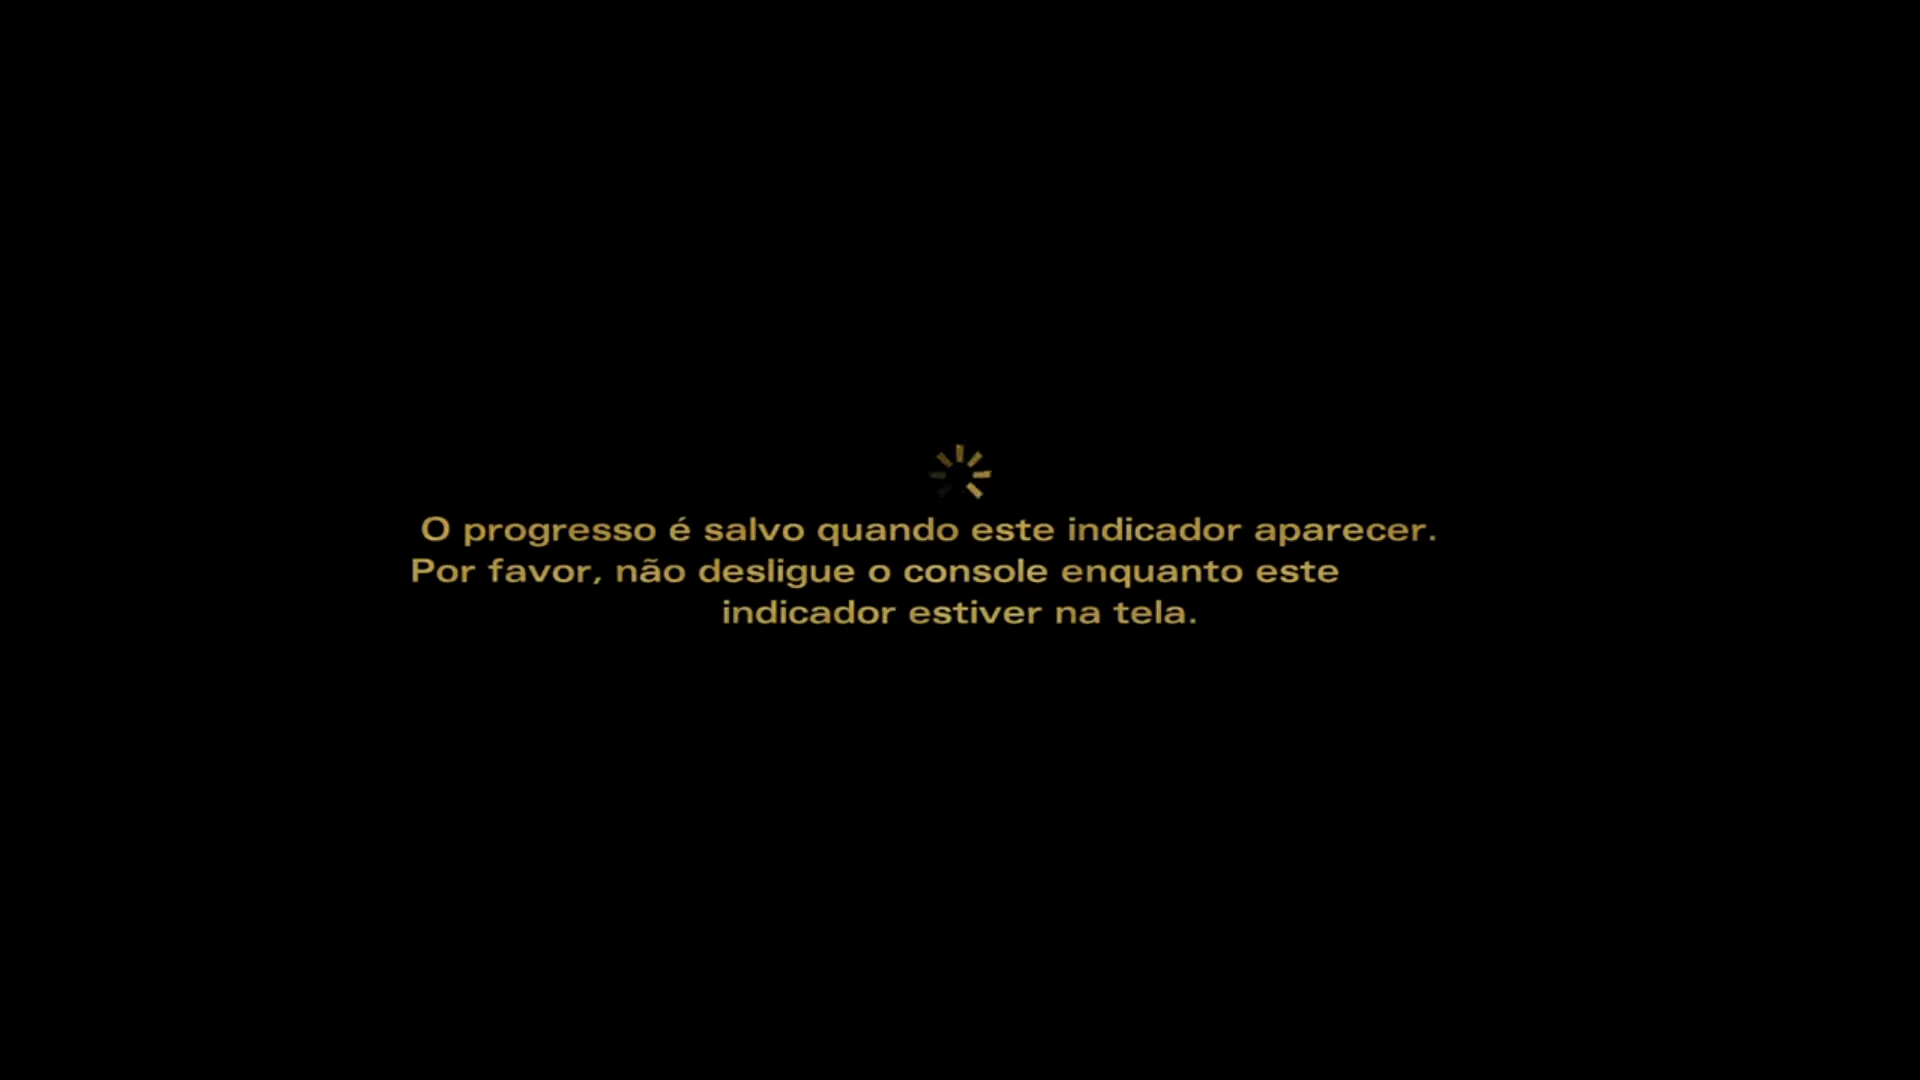 O progresso é salvo quando este indicador aparecer.
Por favor, não desligue o console enquanto este
indicador estiver na tela.